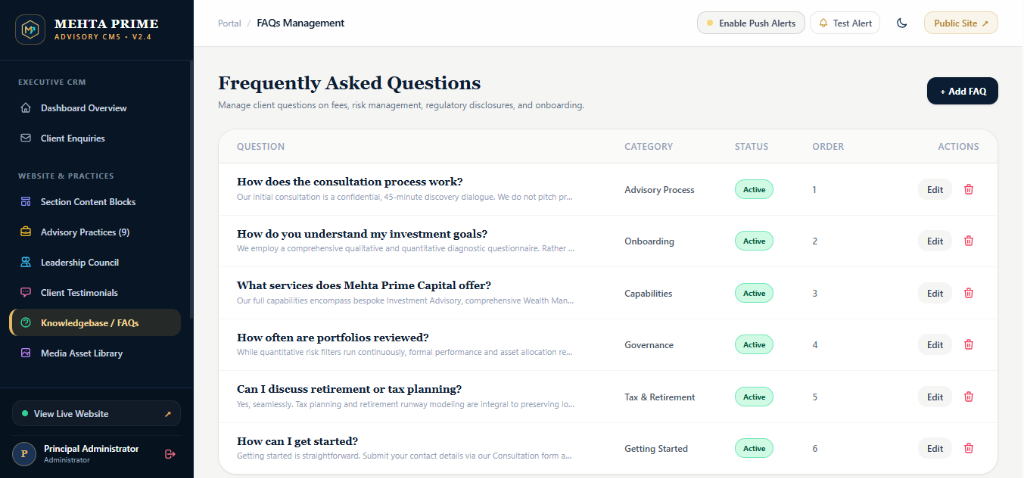 MEHTA PRIME
ADVISORY CMS • V2.4
EXECUTIVE CRM
Dashboard Overview
Client Enquiries
WEBSITE & PRACTICES
Section Content Blocks
Advisory Practices (9)
Leadership Council
Client Testimonials
Knowledgebase / FAQs
Media Asset Library
View Live Website ↗
P
Principal Administrator
Administrator
Portal / FAQs Management
Enable Push Alerts
Test Alert
Public Site ↗
Frequently Asked Questions
Manage client questions on fees, risk management, regulatory disclosures, and onboarding.
+ Add FAQ
QUESTION CATEGORY STATUS ORDER ACTIONS
How does the consultation process work?
Our initial consultation is a confidential, 45-minute discovery dialogue. We do not pitch pr...
Advisory Process Active 1 Edit
How do you understand my investment goals?
We employ a comprehensive qualitative and quantitative diagnostic questionnaire. Rather ...
Onboarding Active 2 Edit
What services does Mehta Prime Capital offer?
Our full capabilities encompass bespoke Investment Advisory, comprehensive Wealth Man...
Capabilities Active 3 Edit
How often are portfolios reviewed?
While quantitative risk filters run continuously, formal performance and asset allocation re...
Governance Active 4 Edit
Can I discuss retirement or tax planning?
Yes, seamlessly. Tax planning and retirement runway modeling are integral to preserving lo...
Tax & Retirement Active 5 Edit
How can I get started?
Getting started is straightforward. Submit your contact details via our Consultation form a...
Getting Started Active 6 Edit